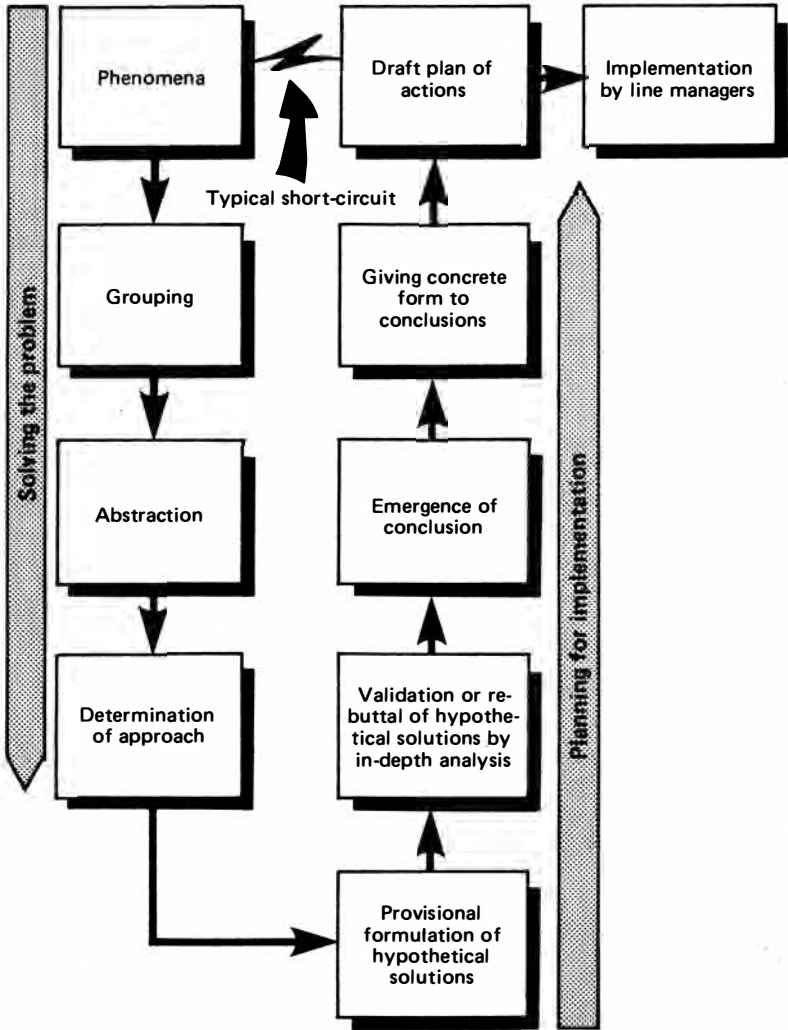 Phenomena
Draft plan of
actions
Implementation
by line managers
Typical short-circuit
Grouping
Giving concrete
form to
conclusions
Solving the problem
Abstraction
Emergence of
conclusion
Planning for implementation
Determination
of approach
Validation or re-
buttal of hypothe-
tical solutions by
in-depth analysis
Provisional
formulation of
hypothetical
solutions